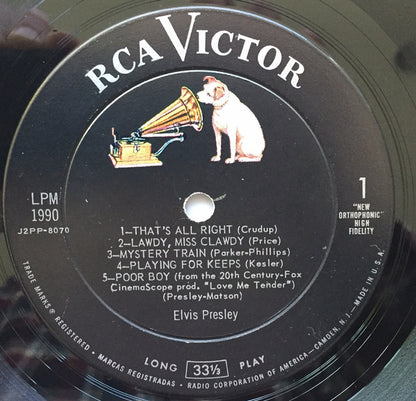 RCA VICTOR
LPM
1990
J2PP-8070
1
"NEW
ORTHOPHONIC"
HIGH
FIDELITY
1—THAT'S ALL RIGHT (Crudup)
2—LAWDY, MISS CLAWDY (Price)
3—MYSTERY TRAIN (Parker-Phillips)
4—PLAYING FOR KEEPS (Kesler)
5—POOR BOY (from the 20th Century-Fox
CinemaScope prod. "Love Me Tender")
(Presley-Matson)
Elvis Presley
LONG 33⅓ PLAY
TRADE MARKS ® REGISTERED • MARCAS REGISTRADAS • RADIO CORPORATION OF AMERICA—CAMDEN, N.J.—MADE IN U.S.A.